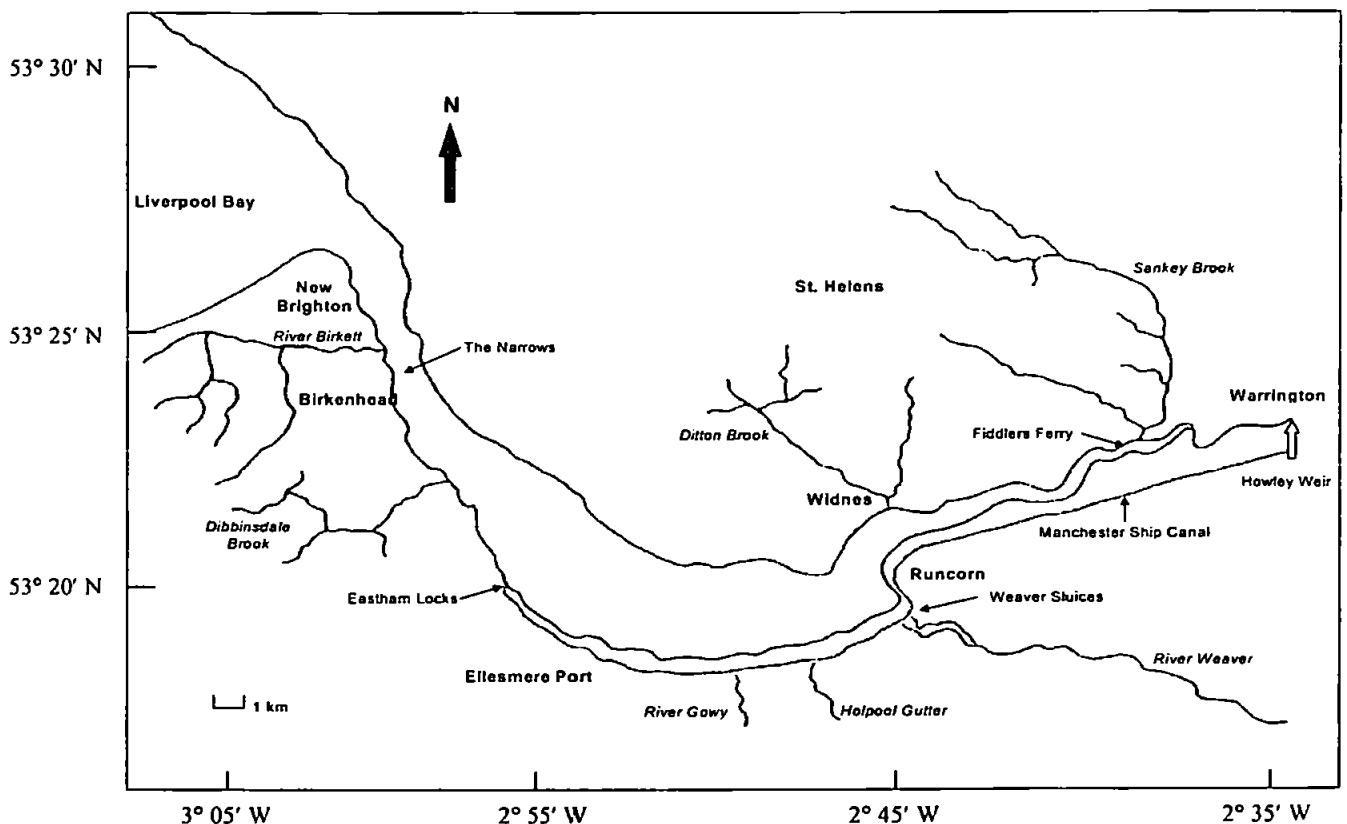 53° 30' N
N
Liverpool Bay
Sankey Brook
St. Helens
New
Brighton
53° 25' N
River Birkett
The Narrows
Birkenhead
Warrington
Ditton Brook
Fiddlers Ferry
Howley Weir
Widnes
Dibbinsdale
Brook
Manchester Ship Canal
53° 20' N
Runcorn
Eastham Locks
Weaver Sluices
River Weaver
Ellesmere Port
1 km
River Gowy
Holpool Gutter
3° 05' W
2° 55' W
2° 45' W
2° 35' W